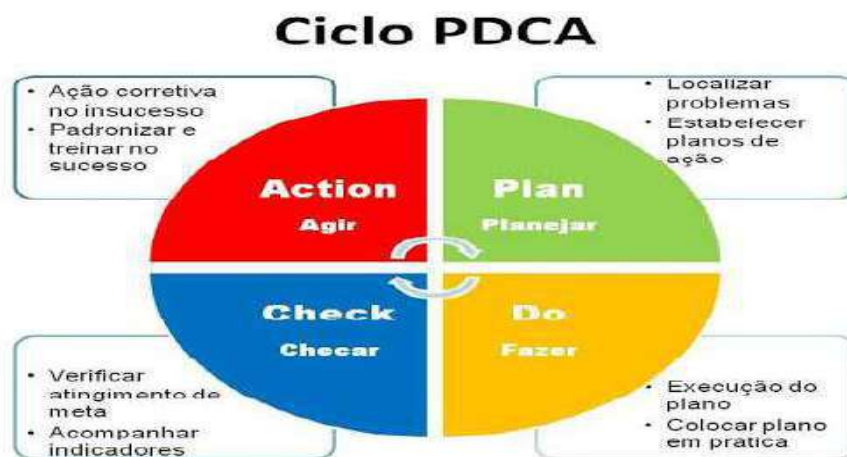 Ciclo PDCA
• Ação corretiva
no insucesso
• Padronizar e
treinar no
sucesso
• Localizar
problemas
• Estabelecer
planos de
ação
Action
Agir
Plan
Planejar
Check
Checar
Do
Fazer
• Verificar
atingimento de
meta
• Acompanhar
indicadores
• Execução do
plano
• Colocar plano
em pratica